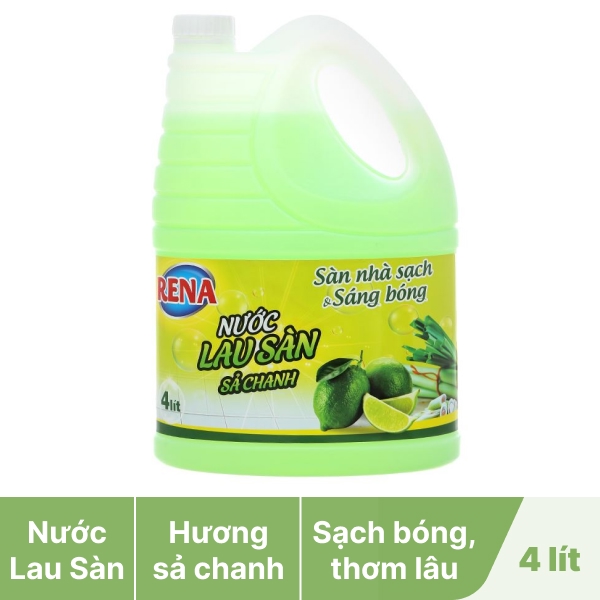 RENA
Sàn nhà sạch
& Sáng bóng
NƯỚC
LAU SÀN
SẢ CHANH
4 lít
Nước
Lau Sàn
Hương
sả chanh
Sạch bóng,
thơm lâu
4 lít